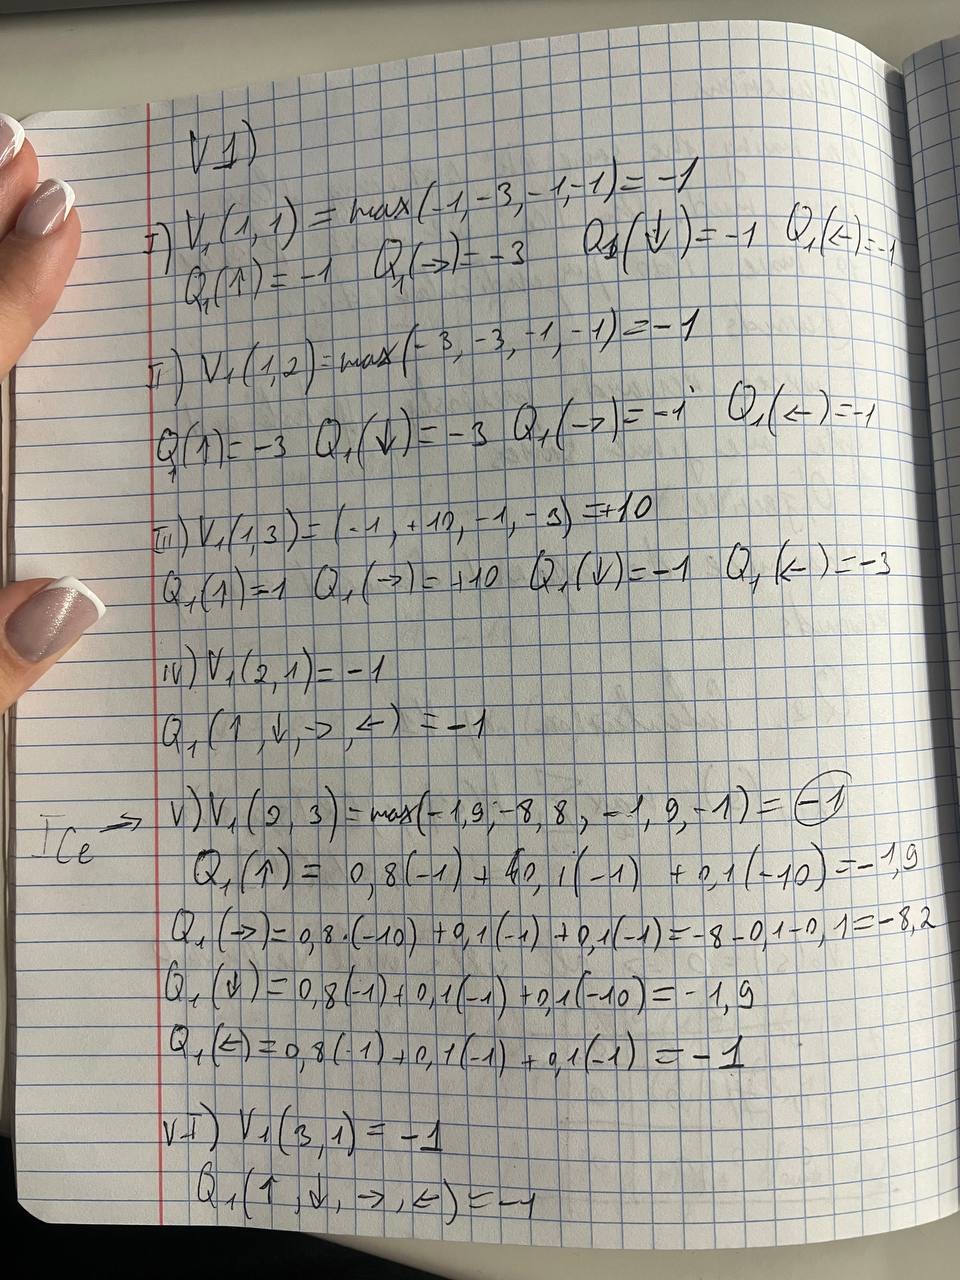 V1)
I) V₁(1,1) = max(-1,-3,-1,-1) = -1
Q₁(↑) = -1 Q₁(→) = -3 Q₁(↓) = -1 Q₁(←) = -1
II) V₁(1,2) = max(-3, -3, -1, -1) = -1
Q₁(↑) = -3 Q₁(↓) = -3 Q₁(→) = -1 Q₁(←) = -1
III) V₁(1,3) = (-1, +10, -1, -3) = +10
Q₁(↑) = 1 Q₁(→) = +10 Q₁(↓) = -1 Q₁(←) = -3
iv) V₁(2,1) = -1
Q₁(↑, ↓, →, ←) = -1
Ice → V) V₁(2,3) = max(-1,9; -8,8, -1,9, -1) = -1
Q₁(↑) = 0,8(-1) + 0,1(-1) + 0,1(-10) = -1,9
Q₁(→) = 0,8·(-10) + 0,1(-1) + 0,1(-1) = -8-0,1-0,1 = -8,2
Q₁(↓) = 0,8(-1) + 0,1(-1) + 0,1(-10) = -1,9
Q₁(←) = 0,8(-1) + 0,1(-1) + 0,1(-1) = -1
VI) V₁(3,1) = -1
Q₁(↑, ↓, →, ←) = -1